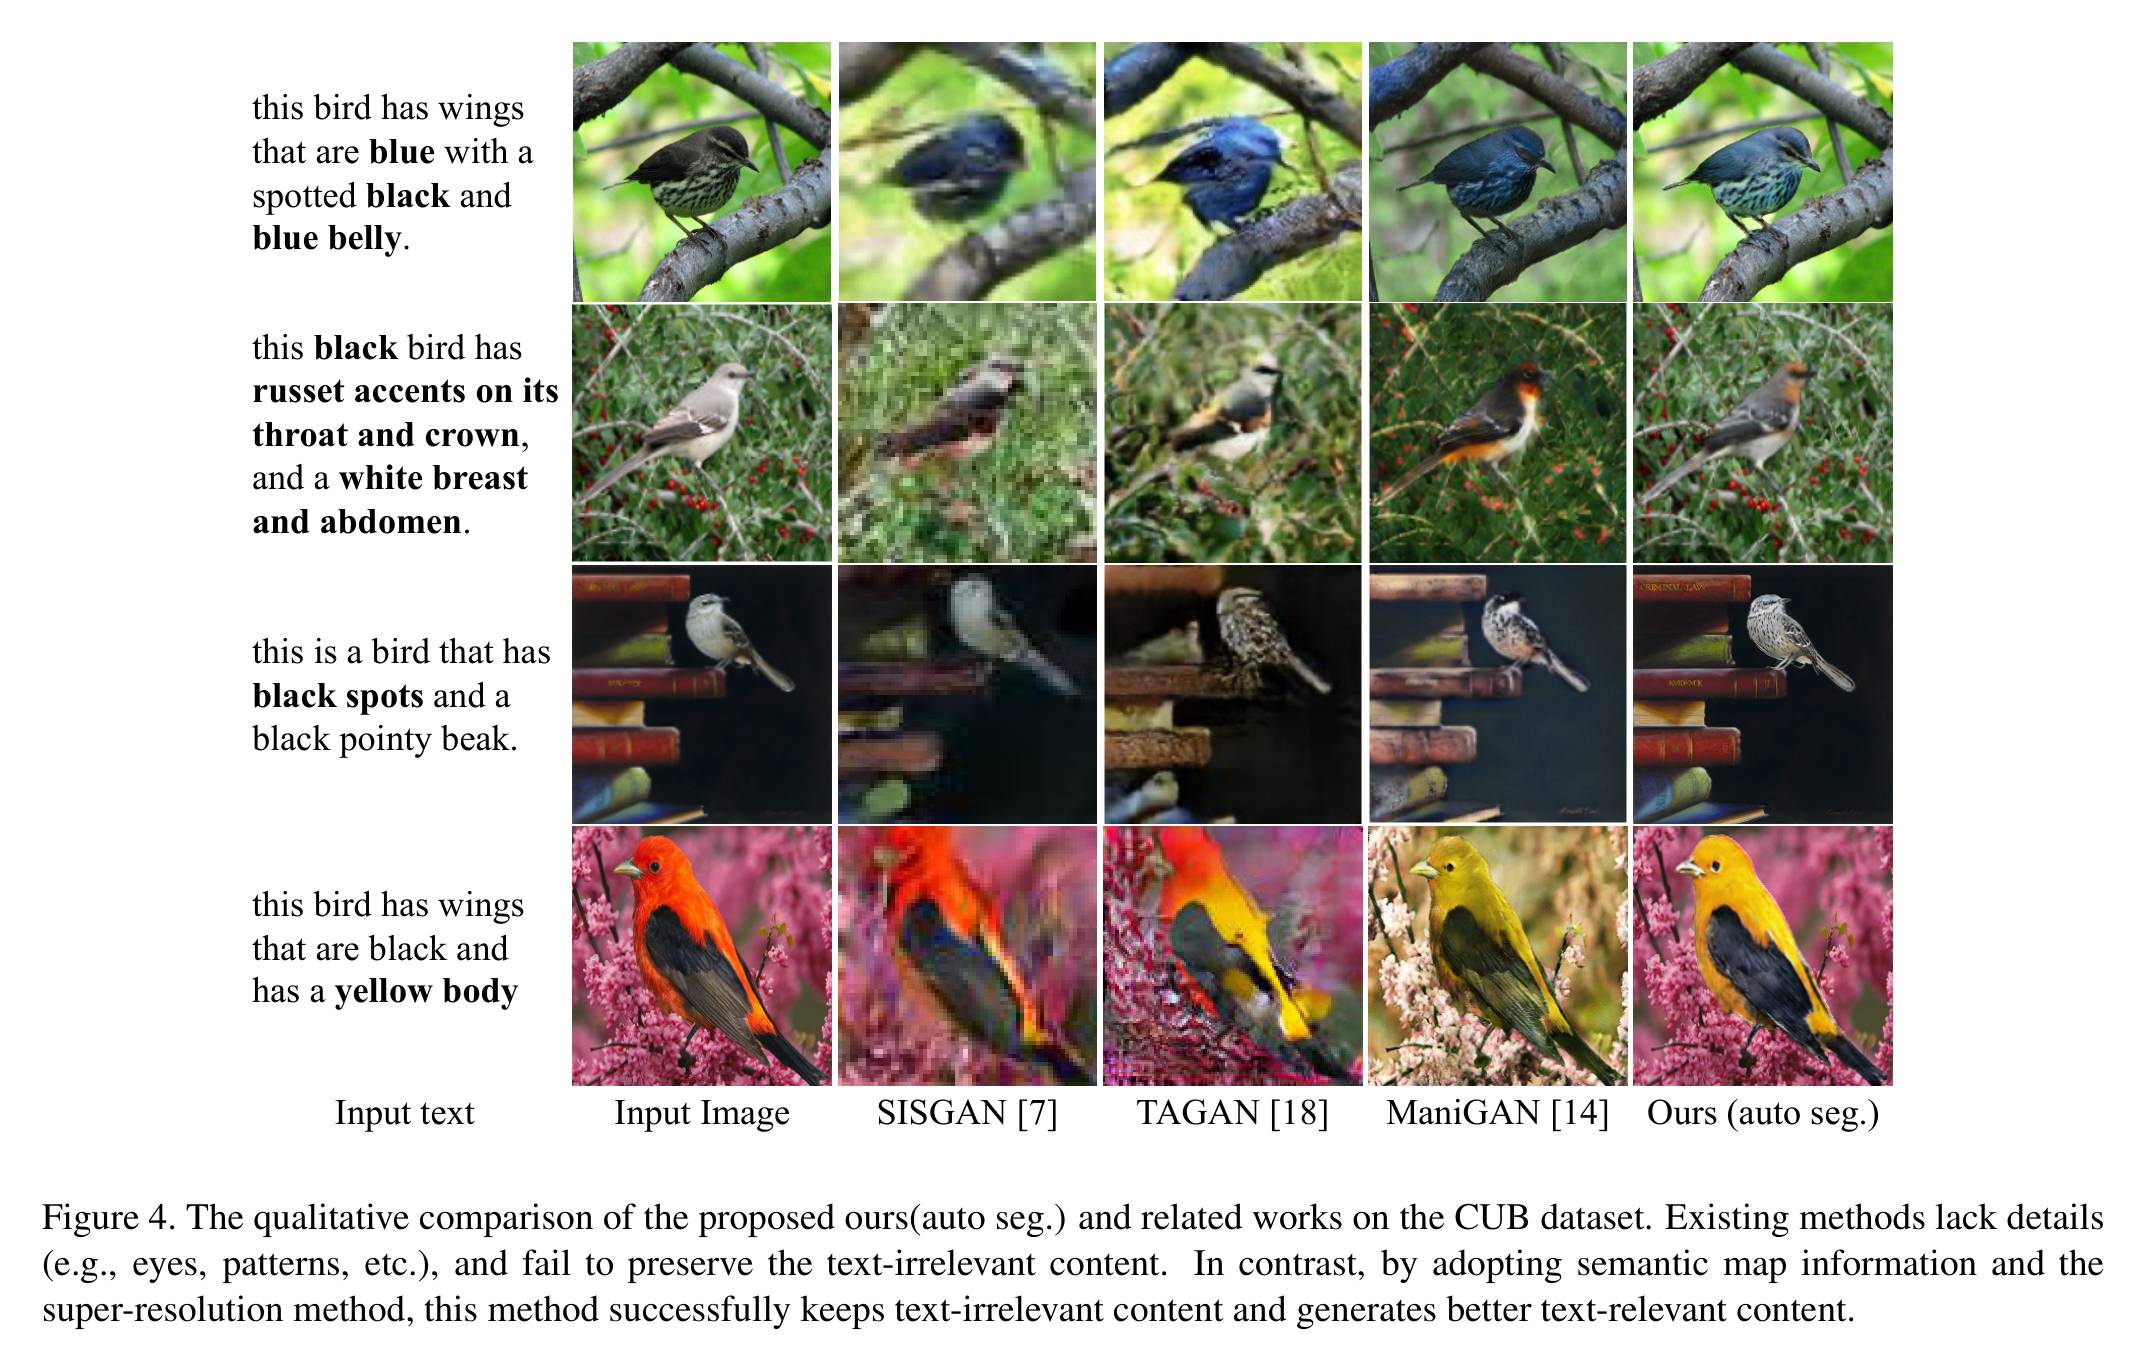 this bird has wings
that are blue with a
spotted black and
blue belly.
this black bird has
russet accents on its
throat and crown,
and a white breast
and abdomen.
this is a bird that has
black spots and a
black pointy beak.
this bird has wings
that are black and
has a yellow body
CRIMINAL LAW
EVIDENCE
Input text
Input Image
SISGAN [7]
TAGAN [18]
ManiGAN [14]
Ours (auto seg.)
Figure 4. The qualitative comparison of the proposed ours(auto seg.) and related works on the CUB dataset. Existing methods lack details
(e.g., eyes, patterns, etc.), and fail to preserve the text-irrelevant content. In contrast, by adopting semantic map information and the
super-resolution method, this method successfully keeps text-irrelevant content and generates better text-relevant content.